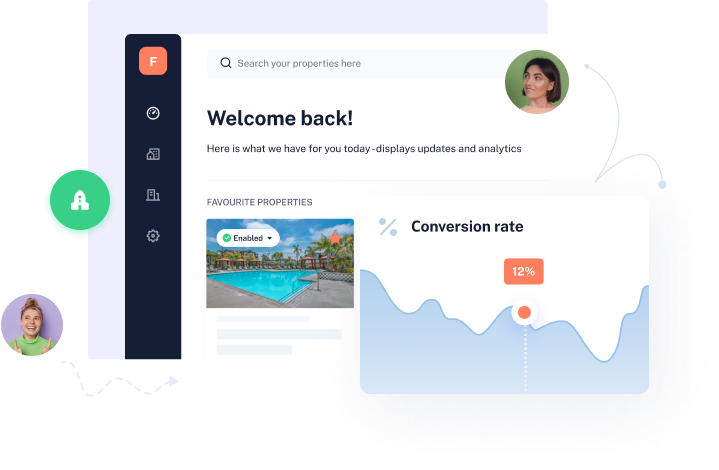 F
Search your properties here
Welcome back!
Here is what we have for you today - displays updates and analytics
FAVOURITE PROPERTIES
Enabled
Conversion rate
12%